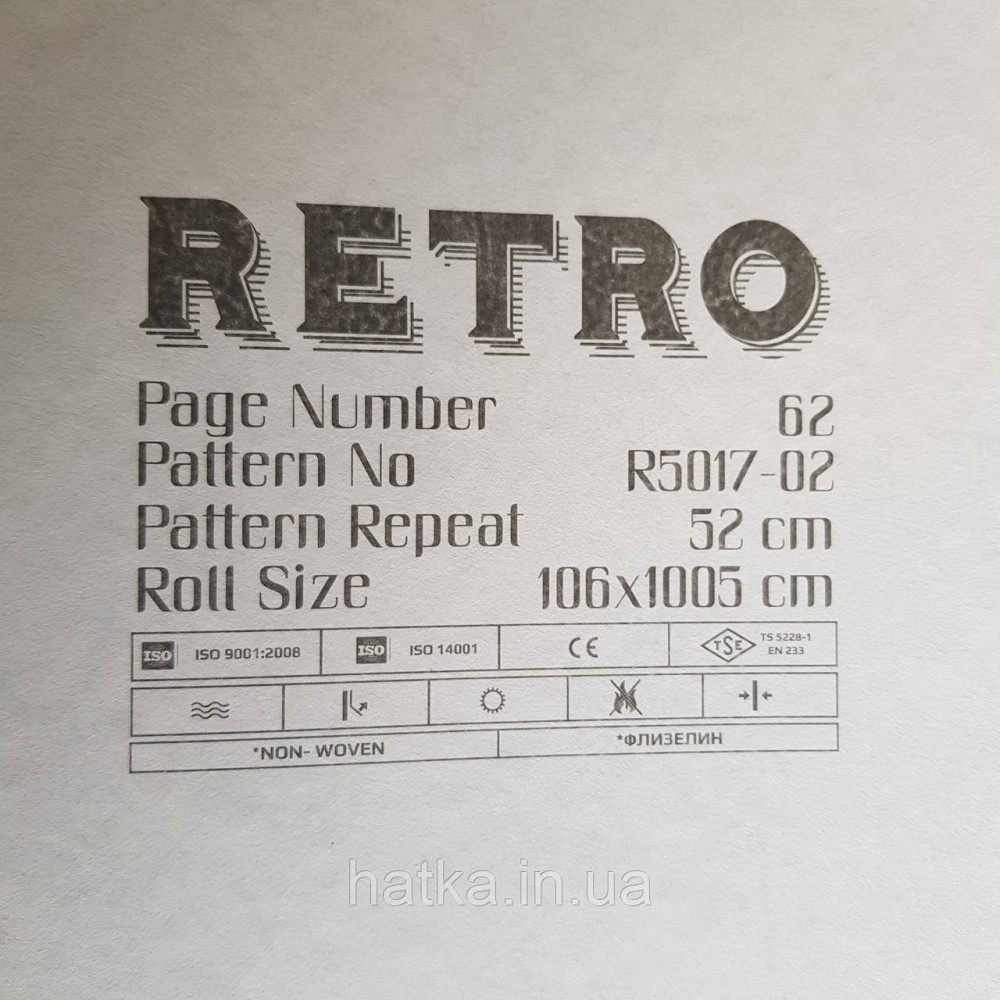 RETRO
Page Number 62
Pattern No R5017-02
Pattern Repeat 52 cm
Roll Size 106x1005 cm
ISO ISO 9001:2008 ISO ISO 14001 CE TSE TS 5228-1
EN 233
*NON- WOVEN *ФЛИЗЕЛИН
hatka.in.ua